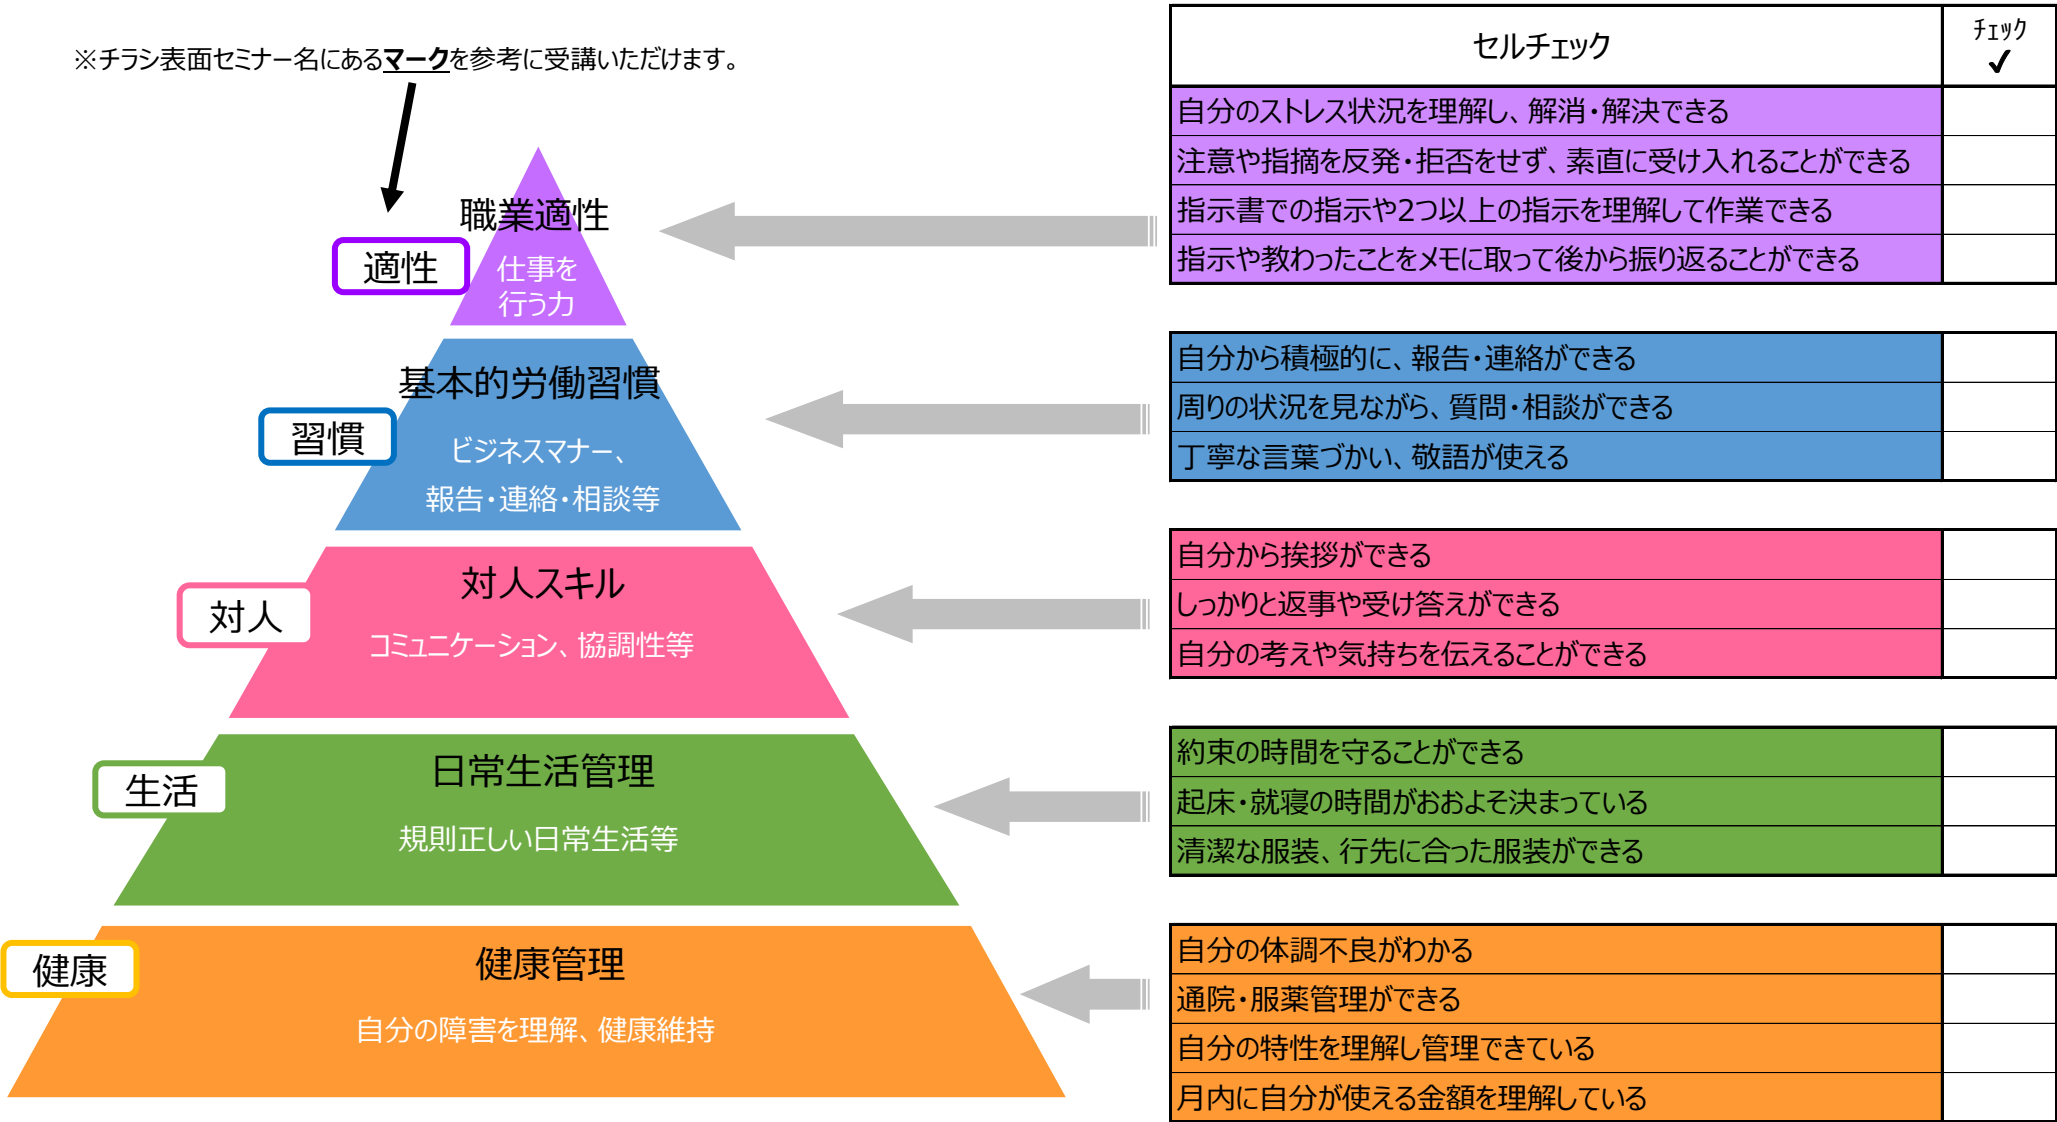 ※チラシ表面セミナー名にあるマークを参考に受講いただけます。
職業適性
適性
仕事を
行う力
基本的労働習慣
習慣
ビジネスマナー、
報告・連絡・相談等
対人スキル
対人
コミュニケーション、協調性等
日常生活管理
生活
規則正しい日常生活等
健康管理
健康
自分の障害を理解、健康維持
セルチェック
チェック
✓
自分のストレス状況を理解し、解消・解決できる
注意や指摘を反発・拒否をせず、素直に受け入れることができる
指示書での指示や2つ以上の指示を理解して作業できる
指示や教わったことをメモに取って後から振り返ることができる
自分から積極的に、報告・連絡ができる
周りの状況を見ながら、質問・相談ができる
丁寧な言葉づかい、敬語が使える
自分から挨拶ができる
しっかりと返事や受け答えができる
自分の考えや気持ちを伝えることができる
約束の時間を守ることができる
起床・就寝の時間がおおよそ決まっている
清潔な服装、行先に合った服装ができる
自分の体調不良がわかる
通院・服薬管理ができる
自分の特性を理解し管理できている
月内に自分が使える金額を理解している